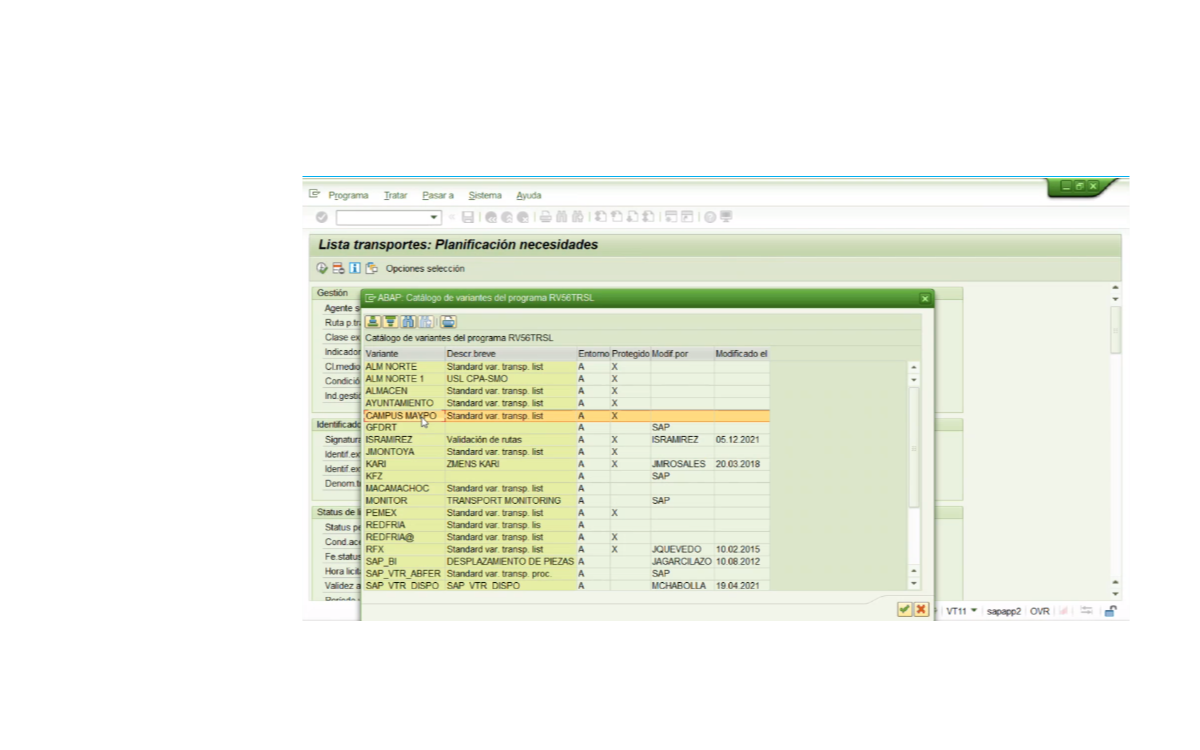 Programa Tratar Pasar a Sistema Ayuda
Lista transportes: Planificación necesidades
Opciones selección
Gestión
ABAP: Catálogo de variantes del programa RV56TRSL
Agente s
Ruta p.tr
Catálogo de variantes del programa RV56TRSL
Clase ex
Indicador
Variante Descr breve Entorno Protegido Modif.por Modificado el
Cl.medio
ALM NORTE Standard var. transp. list A X
Condició
ALM NORTE 1 USL CPA-SMO A X
Ind.gestió
ALMACEN Standard var. transp. list A X
AYUNTAMIENTO Standard var. transp. list A X
CAMPUS MAYPO Standard var. transp. list A X
Identificado
GFDRT A SAP
Signatura
ISRAMIREZ Validación de rutas A X ISRAMIREZ 05.12.2021
Identif.ex
JMONTOYA Standard var. transp. list A X
Identif.ex
KARI ZMENS KARI A X JMROSALES 20.03.2018
Denom.tr
KFZ A SAP
MACAMACHOC Standard var. transp. list A
MONITOR TRANSPORT MONITORING A SAP
Status de
PEMEX Standard var. transp. list A X
Status pe
REDFRIA Standard var. transp. lis A
Cond.ace
REDFRIA@ Standard var. transp. list A X
Fe.status
RFX Standard var. transp. list A X JQUEVEDO 10.02.2015
SAP_BI DESPLAZAMIENTO DE PIEZAS A JAGARCILAZO 10.08.2012
Hora licit
SAP_VTR_ABFER Standard var. transp. proc. A SAP
Validez a
SAP_VTR_DISPO SAP_VTR_DISPO A MCHABOLLA 19.04.2021
VT11 sapapp2 OVR